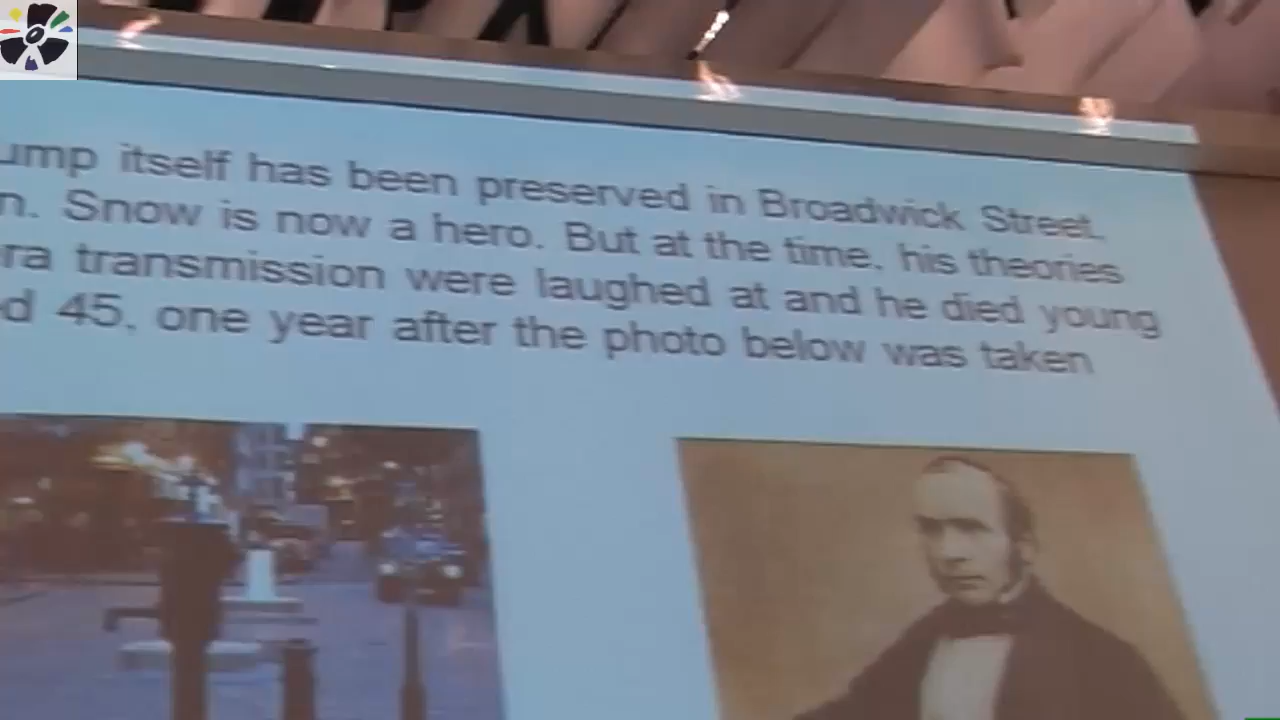 ump itself has been preserved in Broadwick Street,
n. Snow is now a hero. But at the time, his theories
ra transmission were laughed at and he died young
ed 45, one year after the photo below was taken